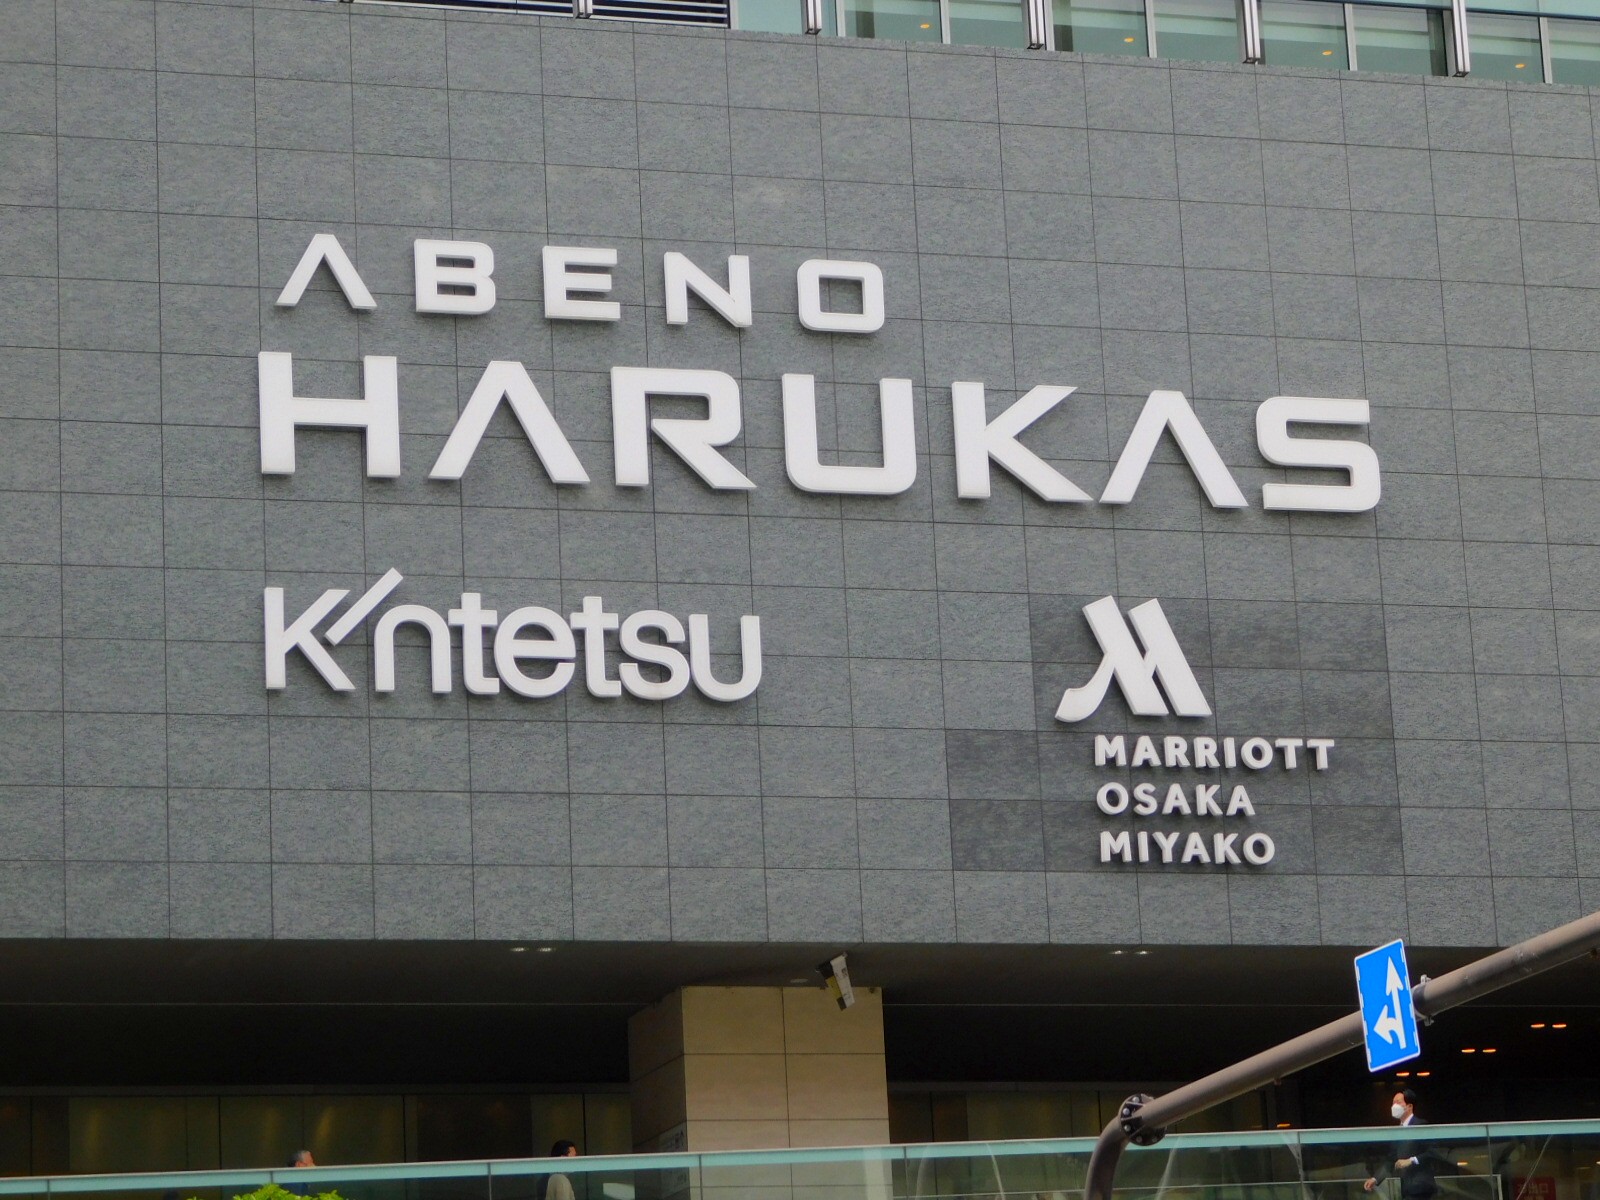 ABENO
HARUKAS
Kintetsu
MARRIOTT
OSAKA
MIYAKO